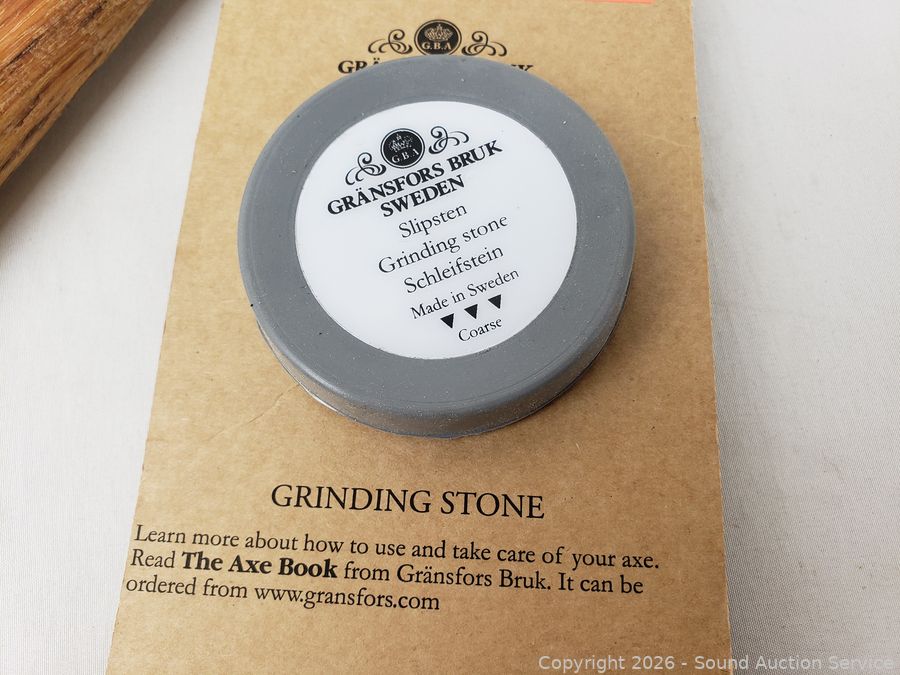 G.B.A
G.B.A
GRÄNSFORS BRUK
SWEDEN
Slipsten
Grinding stone
Schleifstein
Made in Sweden
Coarse
GRINDING STONE
Learn more about how to use and take care of your axe.
Read The Axe Book from Gränsfors Bruk. It can be
ordered from www.gransfors.com
Copyright 2026 - Sound Auction Service